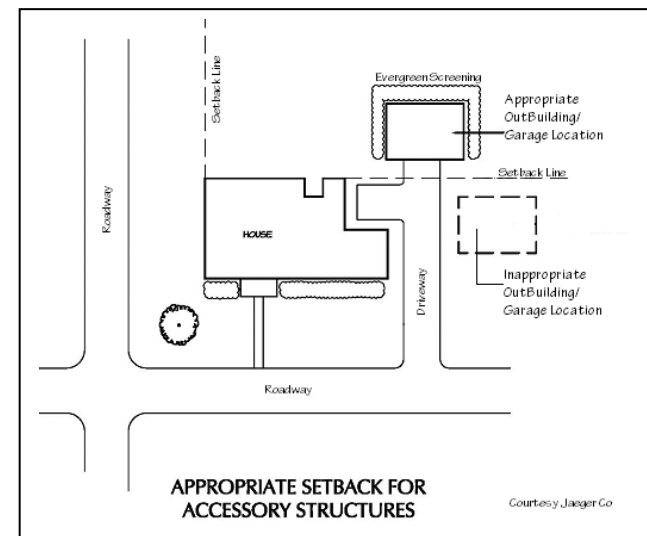 Setback Line
Evergreen Screening
Appropriate
OutBuilding/
Garage Location
Setback Line
Roadway
HOUSE
Driveway
Inappropriate
OutBuilding/
Garage Location
Roadway
APPROPRIATE SETBACK FOR
ACCESSORY STRUCTURES
Courtesy Jaeger Co